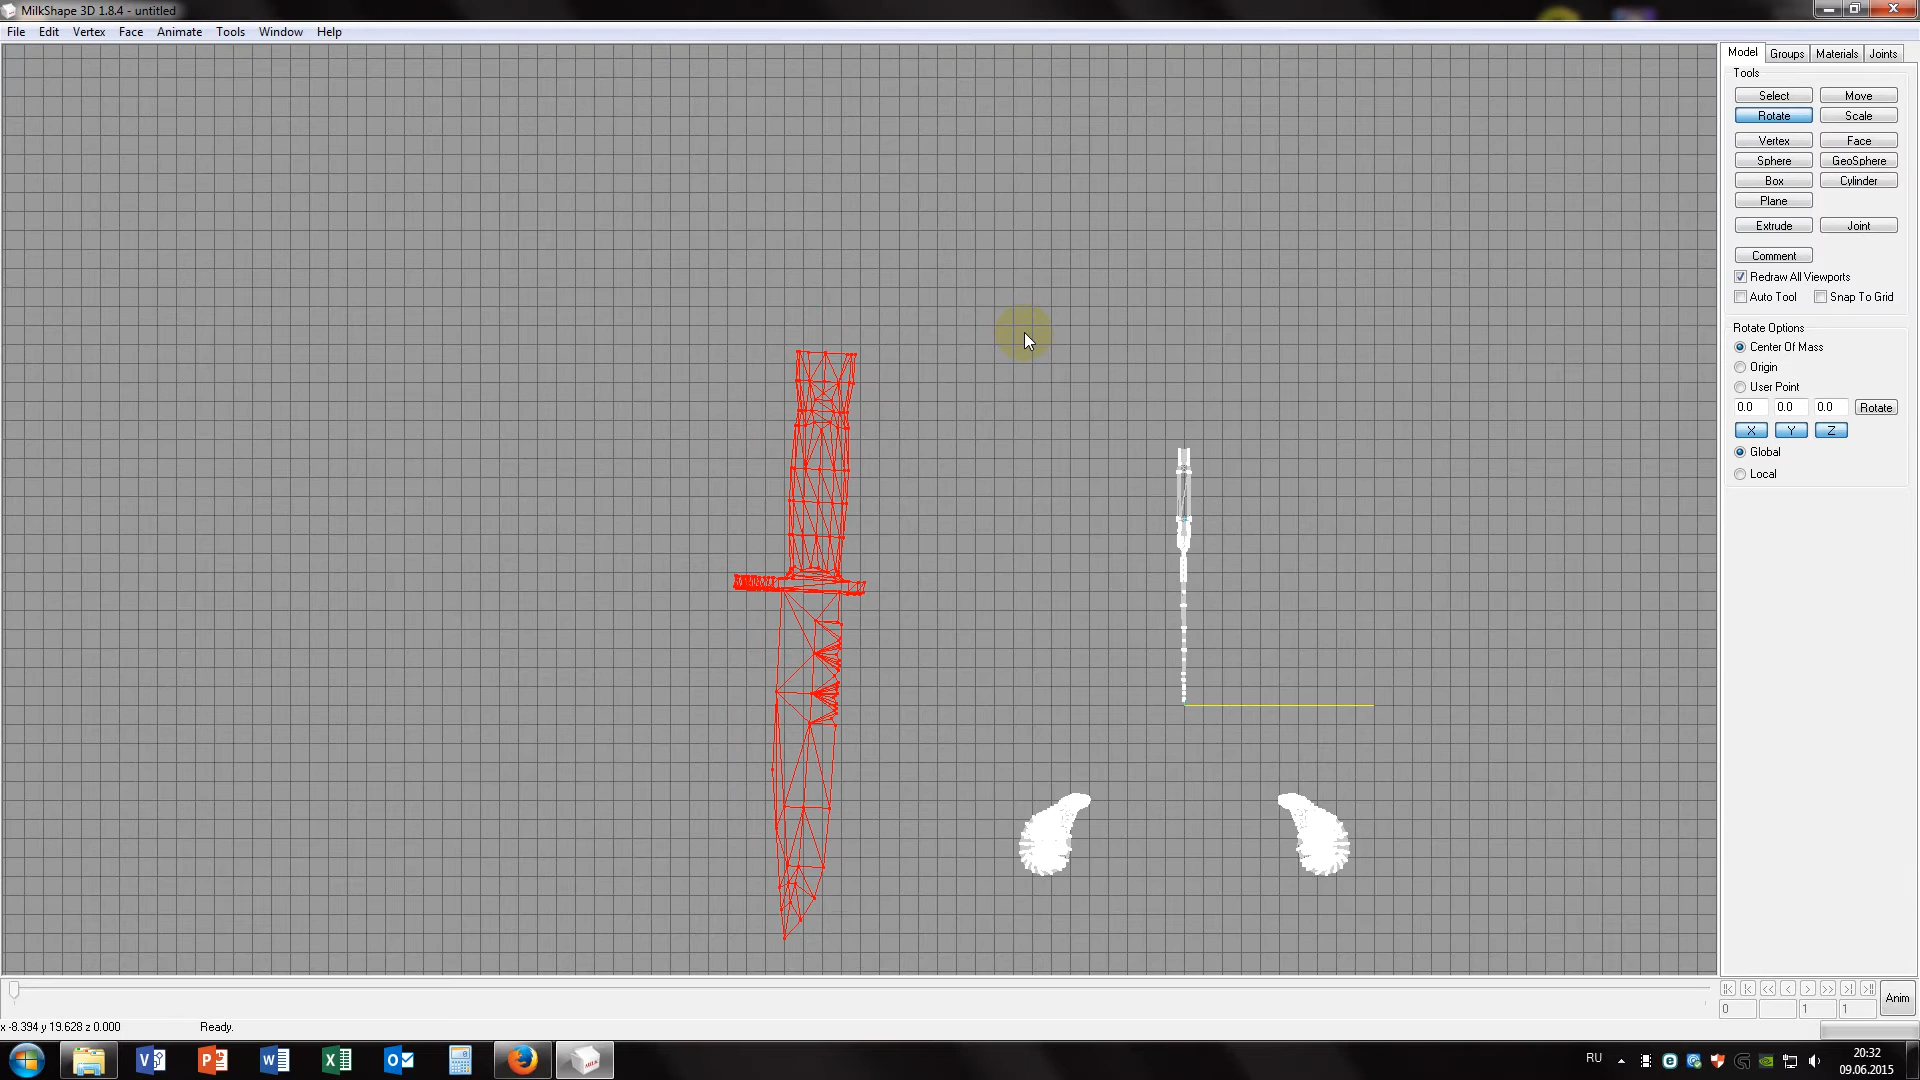 MilkShape 3D 1.8.4 - untitled
File Edit Vertex Face Animate Tools Window Help
Model Groups Materials Joints
Tools
Select Move
Rotate Scale
Vertex Face
Sphere GeoSphere
Box Cylinder
Plane
Extrude Joint
Comment
Redraw All Viewports
Auto Tool Snap To Grid
Rotate Options
Center Of Mass
Origin
User Point
0.0 0.0 0.0 Rotate
X Y Z
Global
Local
Anim
0 1 1
x -8.394 y 19.628 z 0.000 Ready.
RU
20:32
09.06.2015